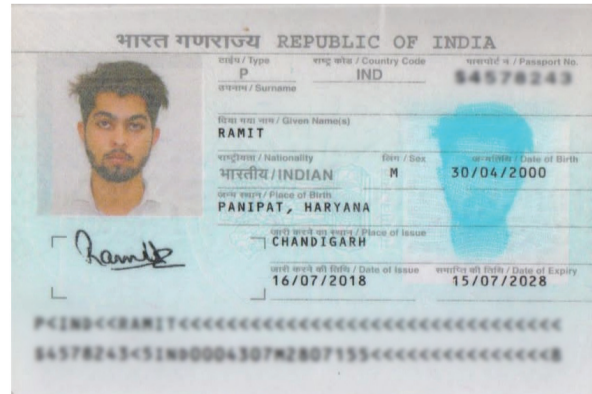 भारत गणराज्य REPUBLIC OF INDIA
टाईप / Type राष्ट्र कोड / Country Code पासपोर्ट नं / Passport No.
P IND
उपनाम / Surname
दिया गया नाम / Given Name(s)
RAMIT
राष्ट्रीयता / Nationality लिंग / Sex जन्मतिथि / Date of Birth
भारतीय / INDIAN M 30/04/2000
जन्म स्थान / Place of Birth
PANIPAT, HARYANA
जारी करने का स्थान / Place of Issue
CHANDIGARH
Ramit
जारी करने की तिथि / Date of Issue समाप्ति की तिथि / Date of Expiry
16/07/2018 15/07/2028